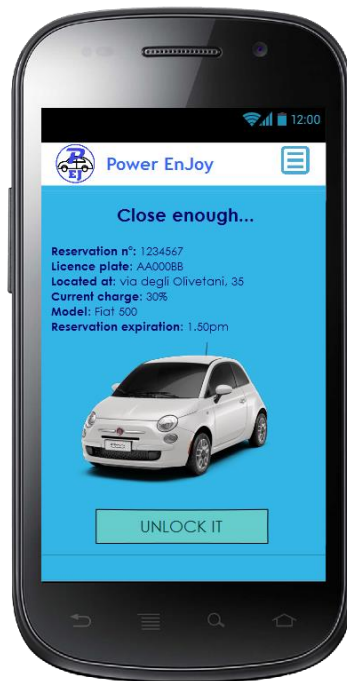 12:00
P
EJ
Power EnJoy
Close enough...
Reservation n°: 1234567
Licence plate: AA000BB
Located at: via degli Olivetani, 35
Current charge: 30%
Model: Fiat 500
Reservation expiration: 1.50pm
UNLOCK IT